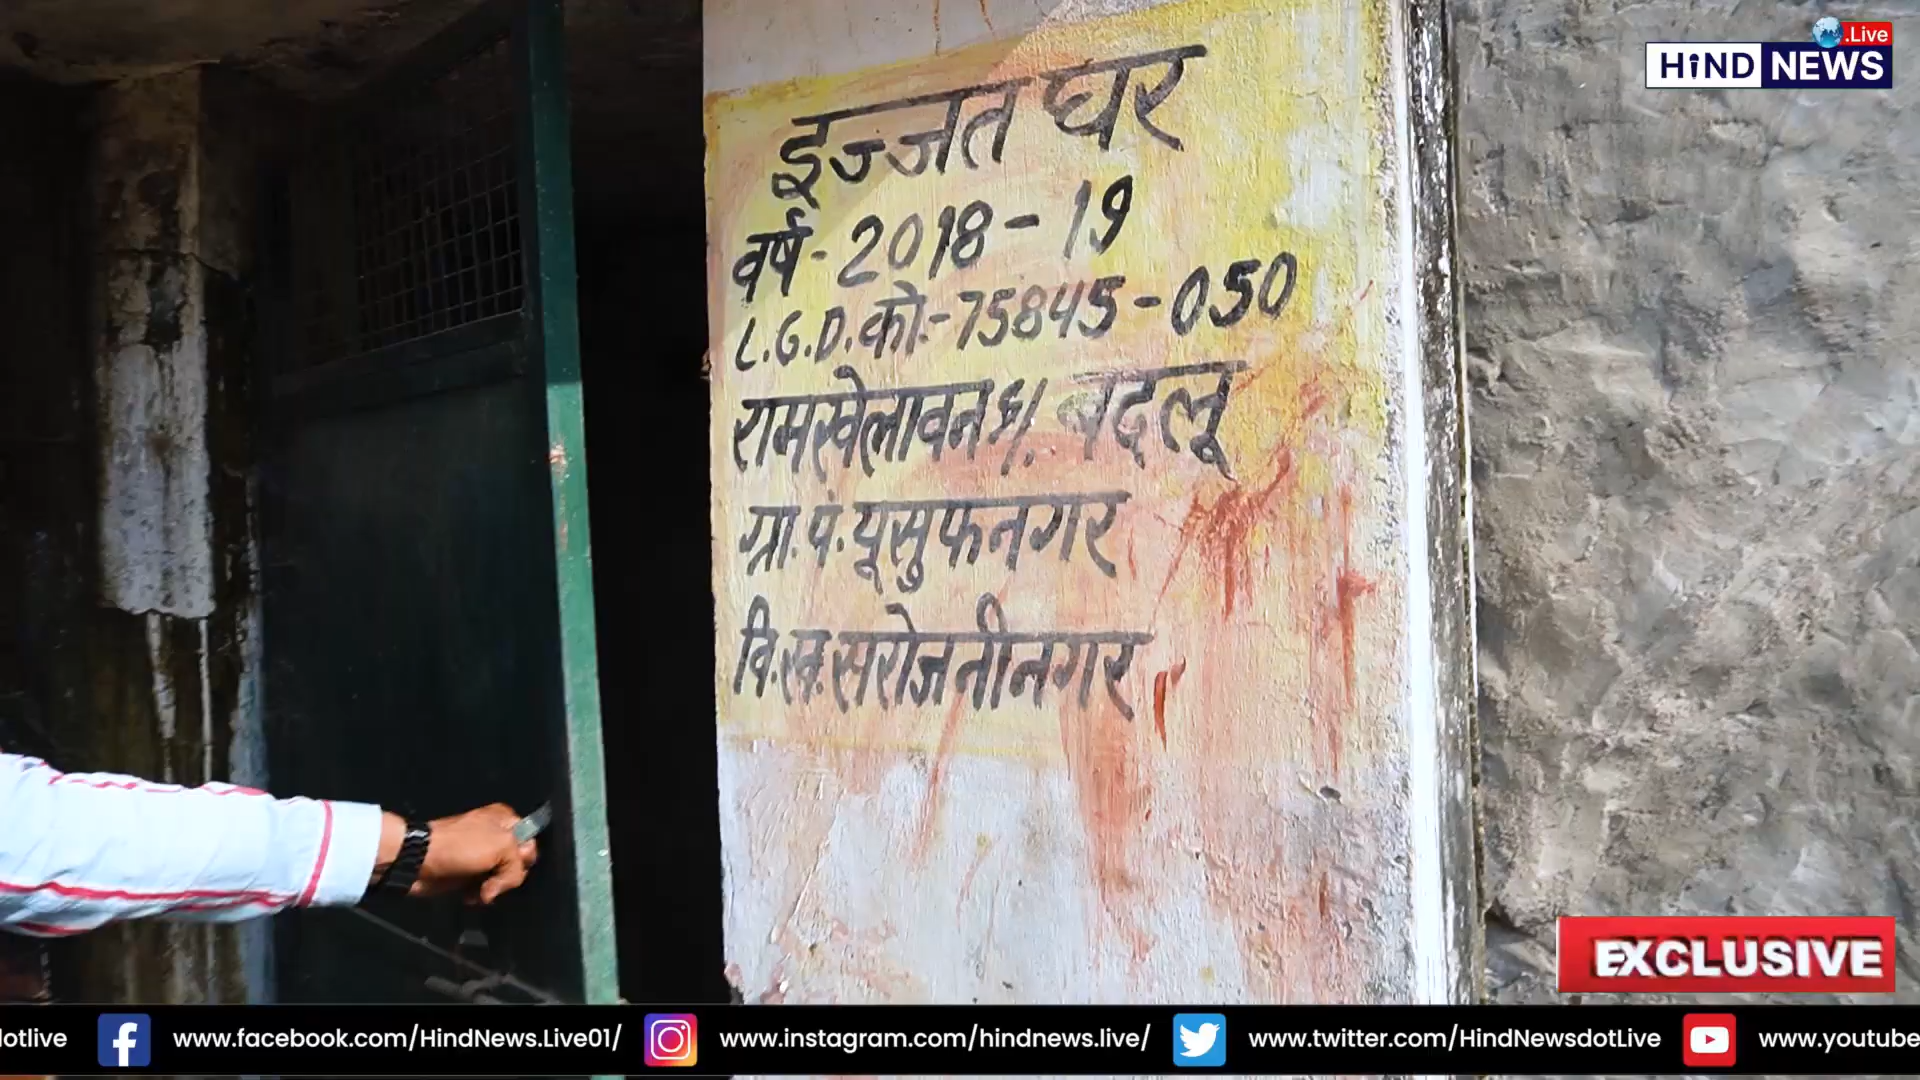 .Live
HIND NEWS
इज्जत घर
वर्ष-2018-19
L.G.D.को:-75845-050
रामखेलावन S/. बदलू
ग्रा.पं.यूसुफनगर
वि.ख.सरोजनीनगर
EXCLUSIVE
dotlive www.facebook.com/HindNews.Live01/ www.instagram.com/hindnews.live/ www.twitter.com/HindNewsdotLive www.youtube